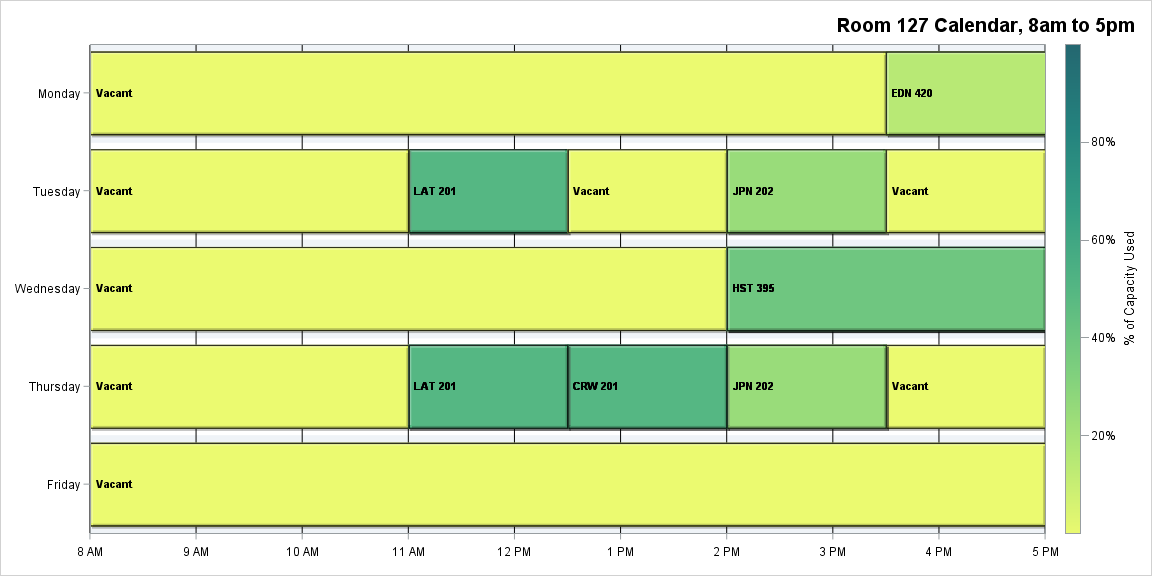 Room 127 Calendar, 8am to 5pm
Monday
Vacant
EDN 420
Tuesday
Vacant
LAT 201
Vacant
JPN 202
Vacant
Wednesday
Vacant
HST 395
Thursday
Vacant
LAT 201
CRW 201
JPN 202
Vacant
Friday
Vacant
8 AM
9 AM
10 AM
11 AM
12 PM
1 PM
2 PM
3 PM
4 PM
5 PM
80%
60%
40%
20%
% of Capacity Used